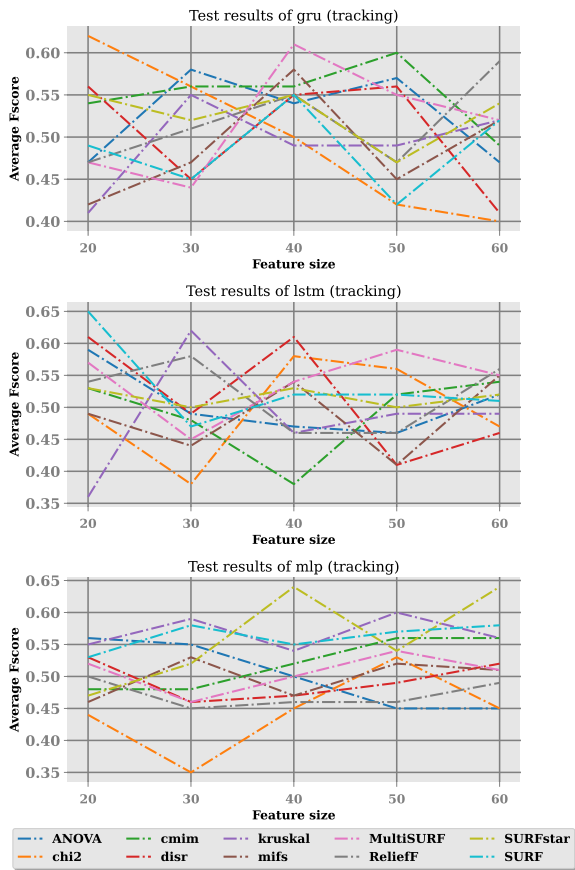 Test results of gru (tracking)
0.60
0.55
0.50
0.45
0.40
Average Fscore
20 30 40 50 60
Feature size
Test results of lstm (tracking)
0.65
0.60
0.55
0.50
0.45
0.40
0.35
Average Fscore
20 30 40 50 60
Feature size
Test results of mlp (tracking)
0.65
0.60
0.55
0.50
0.45
0.40
0.35
Average Fscore
20 30 40 50 60
Feature size
ANOVA cmim kruskal MultiSURF SURFstar
chi2 disr mifs ReliefF SURF